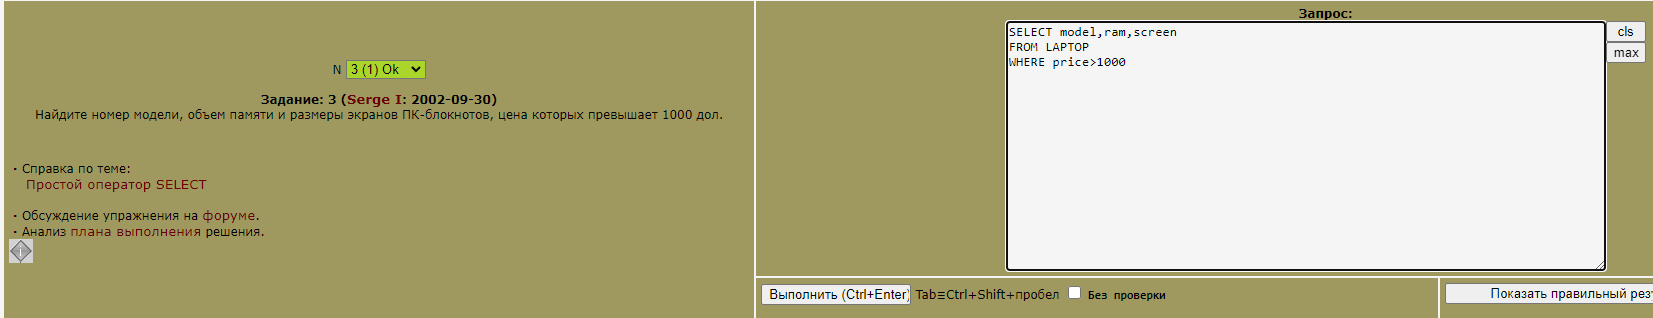 N 3 (1) Ok
Задание: 3 (Serge I: 2002-09-30)
Найдите номер модели, объем памяти и размеры экранов ПК-блокнотов, цена которых превышает 1000 дол.
· Справка по теме:
Простой оператор SELECT
· Обсуждение упражнения на форуме.
· Анализ плана выполнения решения.
i
Запрос:
SELECT model,ram,screen
FROM LAPTOP
WHERE price>1000
cls
max
Выполнить (Ctrl+Enter) Tab≡Ctrl+Shift+пробел Без проверки
Показать правильный рез